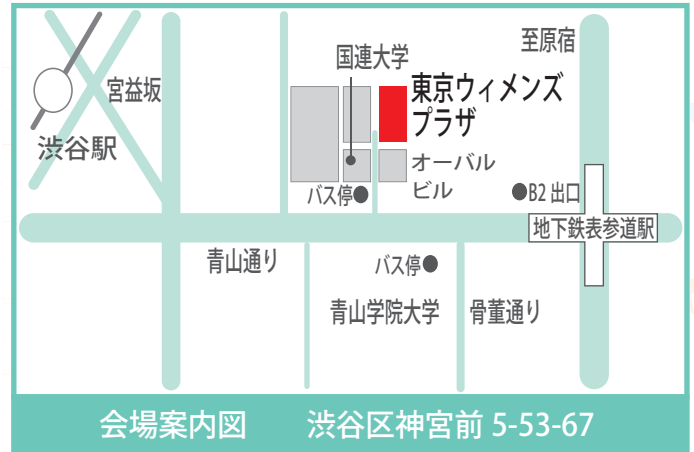 至原宿
国連大学
宮益坂
東京ウィメンズ
プラザ
渋谷駅
オーバル
ビル
バス停
B2 出口
地下鉄表参道駅
青山通り
バス停
青山学院大学
骨董通り
会場案内図 渋谷区神宮前 5-53-67